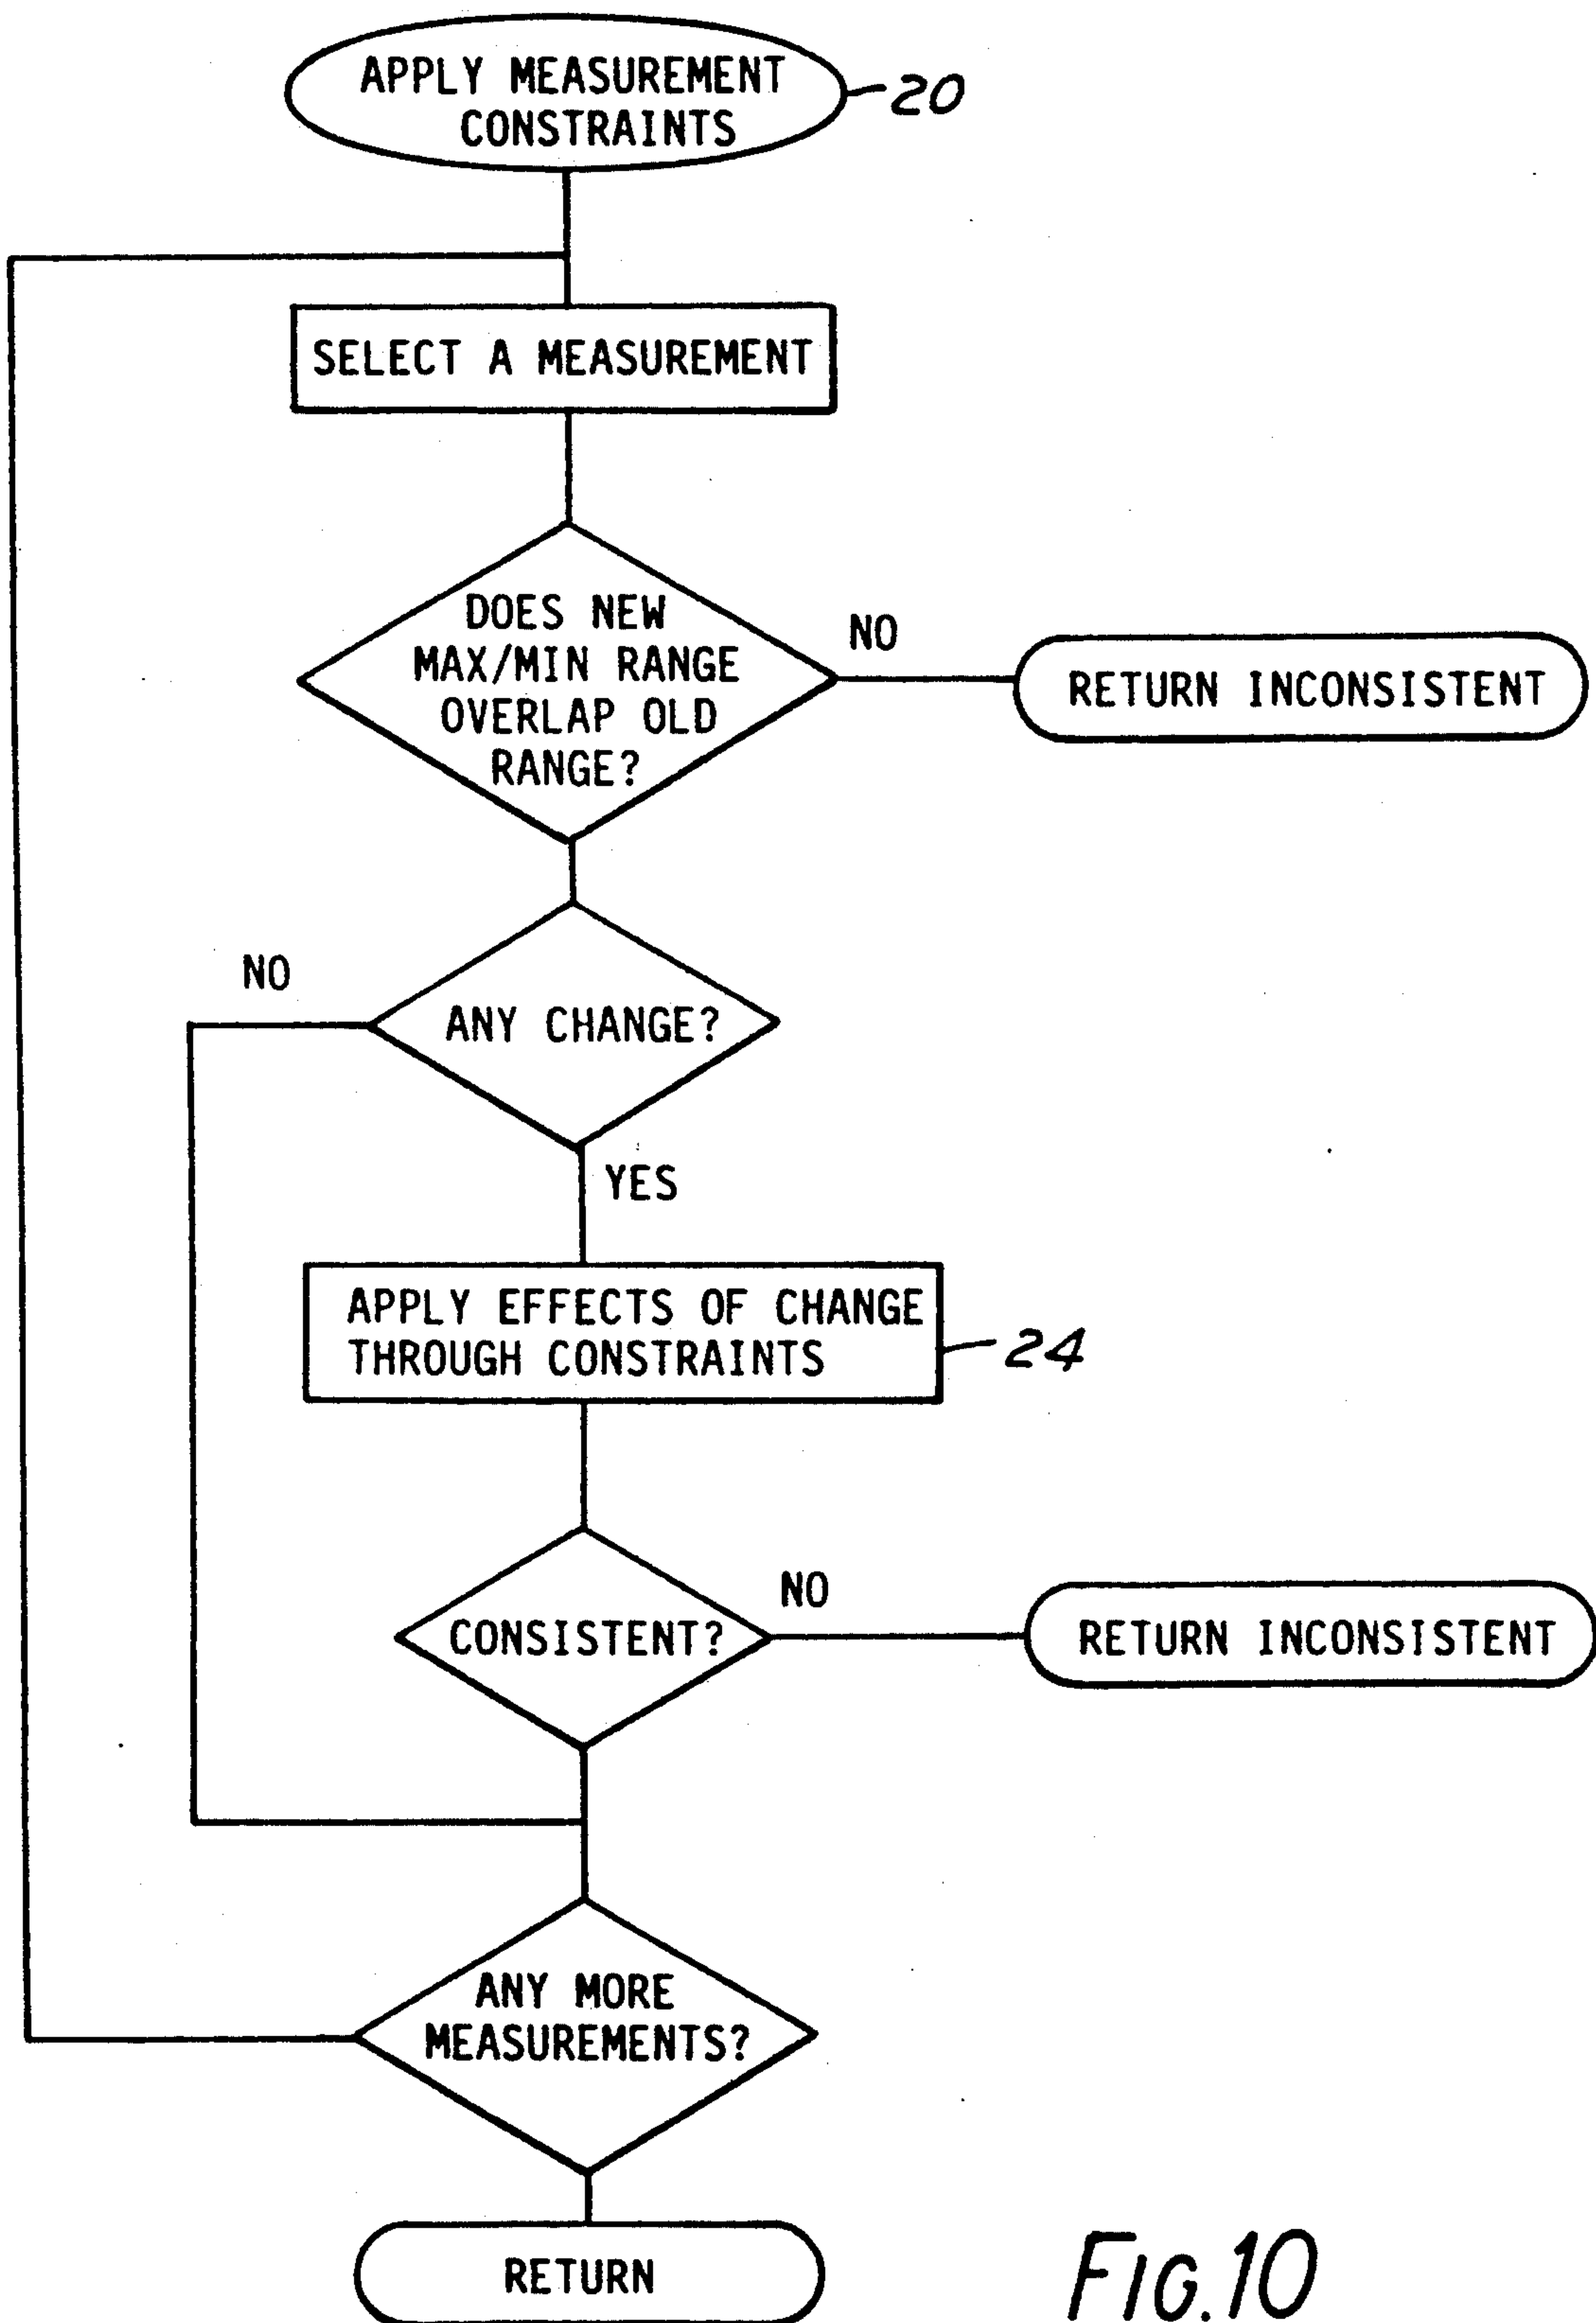 APPLY MEASUREMENT
CONSTRAINTS
20
SELECT A MEASUREMENT
DOES NEW
MAX/MIN RANGE
OVERLAP OLD
RANGE?
NO
RETURN INCONSISTENT
ANY CHANGE?
NO
YES
APPLY EFFECTS OF CHANGE
THROUGH CONSTRAINTS
24
CONSISTENT?
NO
RETURN INCONSISTENT
ANY MORE
MEASUREMENTS?
RETURN
FIG.10